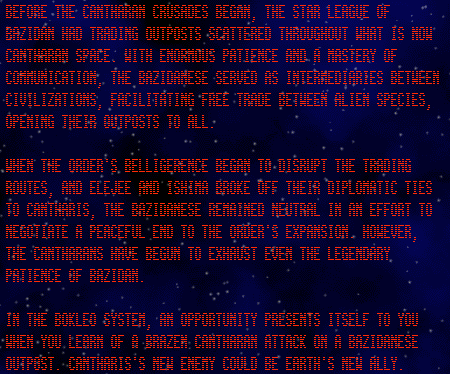 BEFORE THE CANTHARAN CRUSADES BEGAN, THE STAR LEAGUE OF
BAZIDAN HAD TRADING OUTPOSTS SCATTERED THROUGHOUT WHAT IS NOW
CANTHARAN SPACE. WITH ENORMOUS PATIENCE AND A MASTERY OF
COMMUNICATION, THE BAZIDANESE SERVED AS INTERMEDIARIES BETWEEN
CIVILIZATIONS, FACILITATING FREE TRADE BETWEEN ALIEN SPECIES,
OPENING THEIR OUTPOSTS TO ALL.
WHEN THE ORDER'S BELLIGERENCE BEGAN TO DISRUPT THE TRADING
ROUTES, AND ELEJEE AND ISHIMA BROKE OFF THEIR DIPLOMATIC TIES
TO CANTHARIS, THE BAZIDANESE REMAINED NEUTRAL IN AN EFFORT TO
NEGOTIATE A PEACEFUL END TO THE ORDER'S EXPANSION. HOWEVER,
THE CANTHARANS HAVE BEGUN TO EXHAUST EVEN THE LEGENDARY
PATIENCE OF BAZIDAN.
IN THE BOKLEO SYSTEM, AN OPPORTUNITY PRESENTS ITSELF TO YOU
WHEN YOU LEARN OF A BRAZEN CANTHARAN ATTACK ON A BAZIDANESE
OUTPOST. CANTHARIS'S NEW ENEMY COULD BE EARTH'S NEW ALLY.